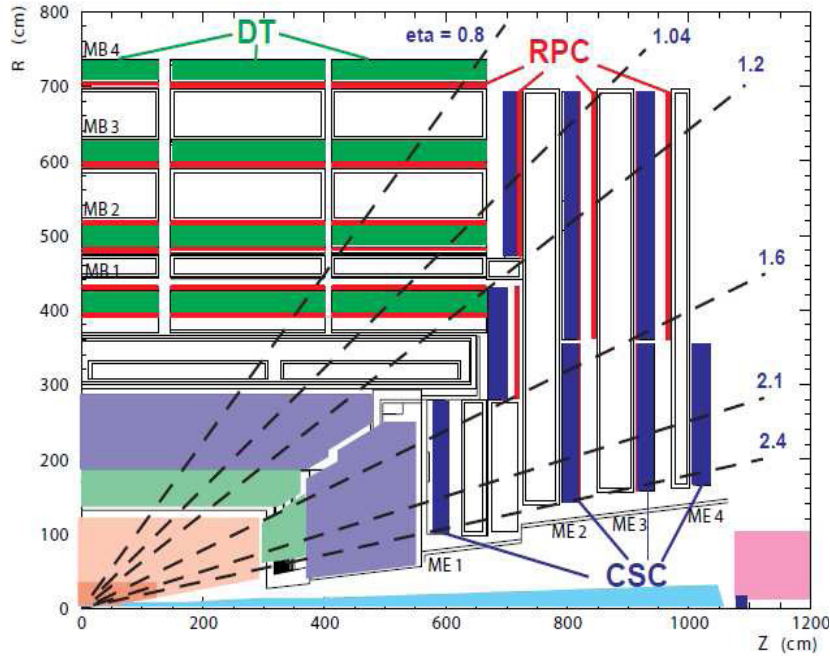 R (cm)
800
700
600
500
400
300
200
100
0
MB 4
DT
eta = 0.8
1.04
RPC
1.2
MB 3
MB 2
MB 1
1.6
2.1
2.4
ME 1
ME 2
ME 3
ME 4
CSC
0
200
400
600
800
1000
1200
Z (cm)